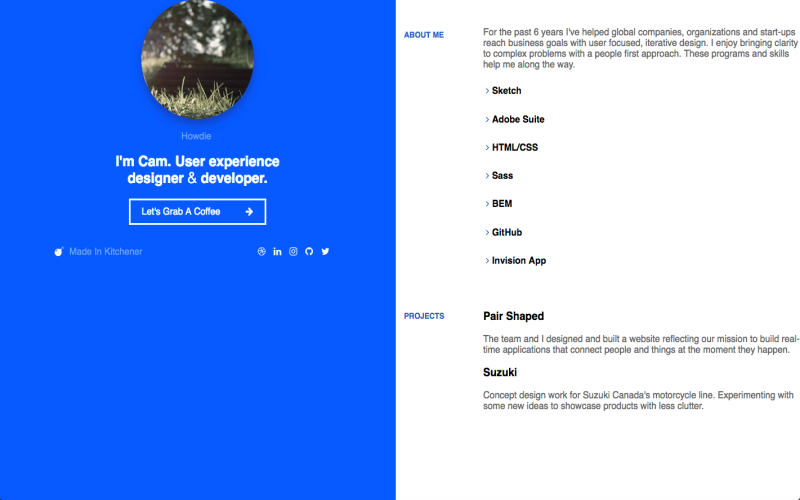 Howdie
I'm Cam. User experience
designer & developer.
Let's Grab A Coffee
Made In Kitchener
ABOUT ME
For the past 6 years I've helped global companies, organizations and start-ups
reach business goals with user focused, iterative design. I enjoy bringing clarity
to complex problems with a people first approach. These programs and skills
help me along the way.
Sketch
Adobe Suite
HTML/CSS
Sass
BEM
GitHub
Invision App
PROJECTS
Pair Shaped
The team and I designed and built a website reflecting our mission to build real-
time applications that connect people and things at the moment they happen.
Suzuki
Concept design work for Suzuki Canada's motorcycle line. Experimenting with
some new ideas to showcase products with less clutter.